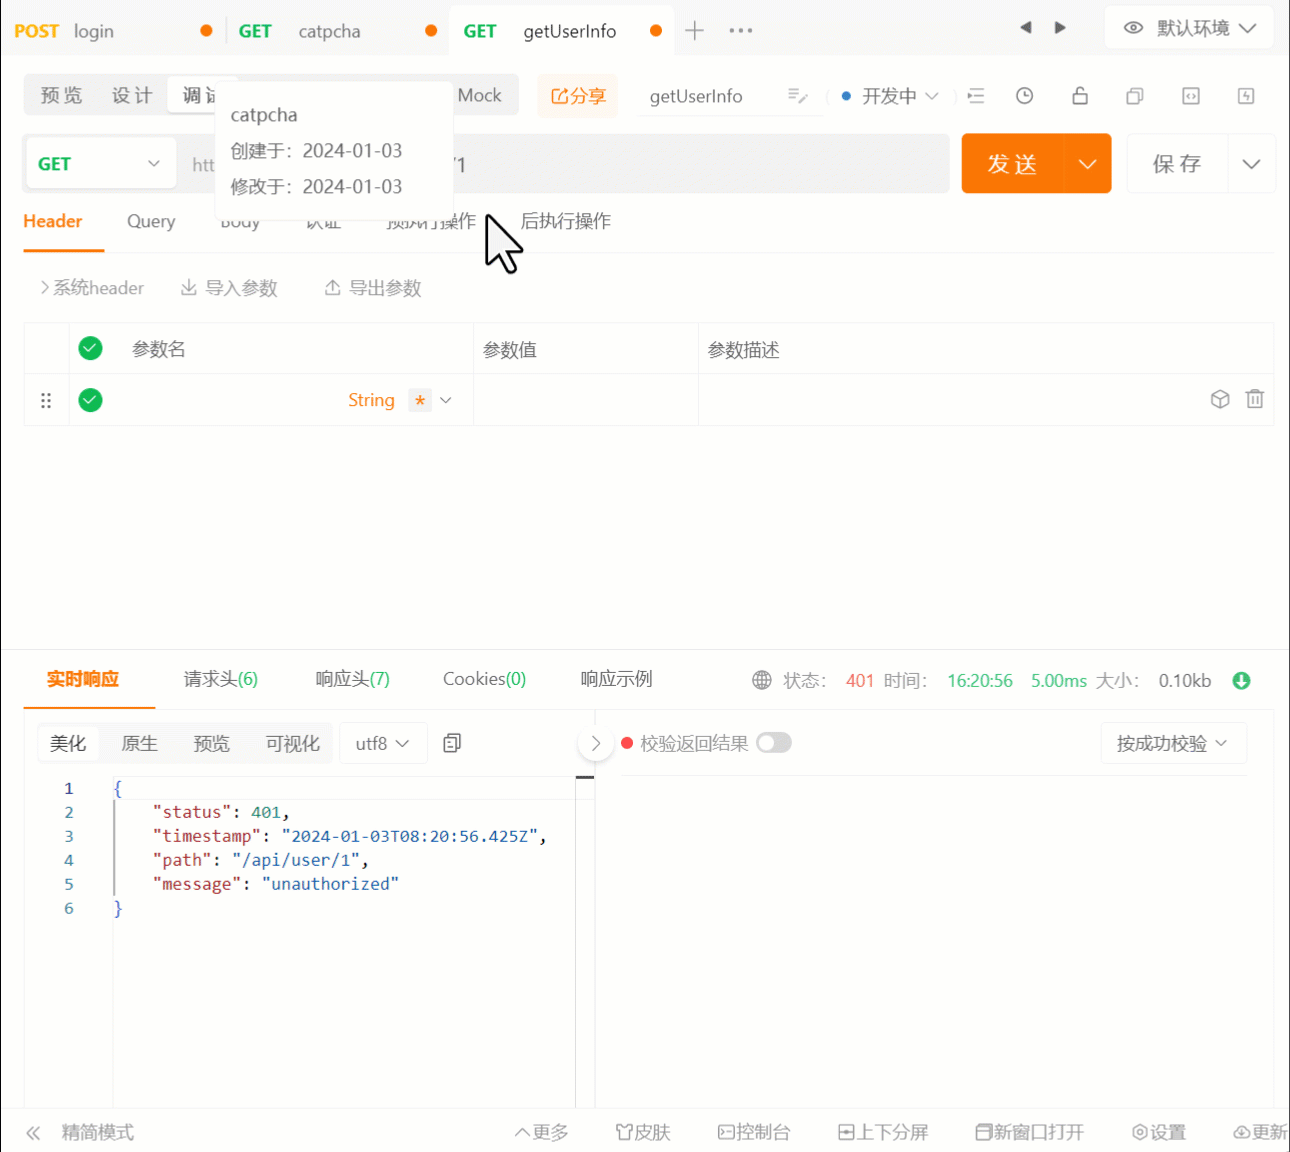 POST login GET catpcha GET getUserInfo 默认环境
预览 设计 调试 Mock 分享 getUserInfo 开发中
catpcha
创建于：2024-01-03
修改于：2024-01-03
GET htt /1 发送 保存
Header Query Body 认证 预执行操作 后执行操作
系统header 导入参数 导出参数
参数名 参数值 参数描述
String *
实时响应 请求头(6) 响应头(7) Cookies(0) 响应示例 状态： 401 时间： 16:20:56 5.00ms 大小： 0.10kb
美化 原生 预览 可视化 utf8 校验返回结果 按成功校验
1 {
2 "status": 401,
3 "timestamp": "2024-01-03T08:20:56.425Z",
4 "path": "/api/user/1",
5 "message": "unauthorized"
6 }
精简模式 更多 皮肤 控制台 上下分屏 新窗口打开 设置 更新